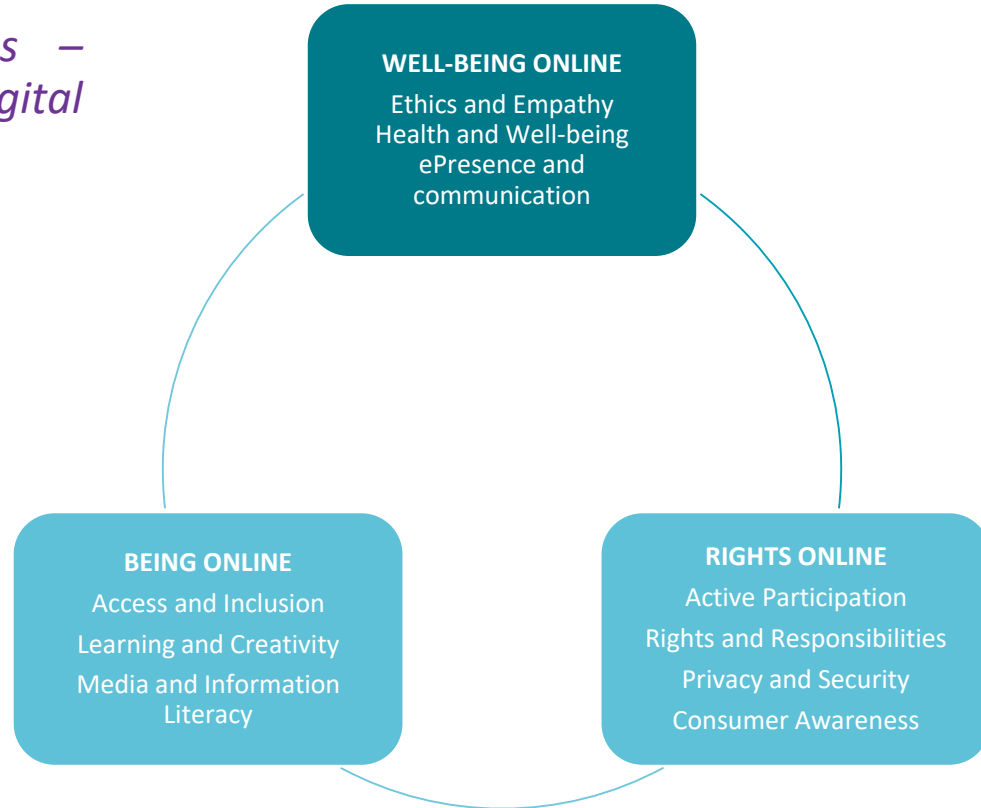 s –
gital
WELL-BEING ONLINE
Ethics and Empathy
Health and Well-being
ePresence and
communication
BEING ONLINE
Access and Inclusion
Learning and Creativity
Media and Information
Literacy
RIGHTS ONLINE
Active Participation
Rights and Responsibilities
Privacy and Security
Consumer Awareness